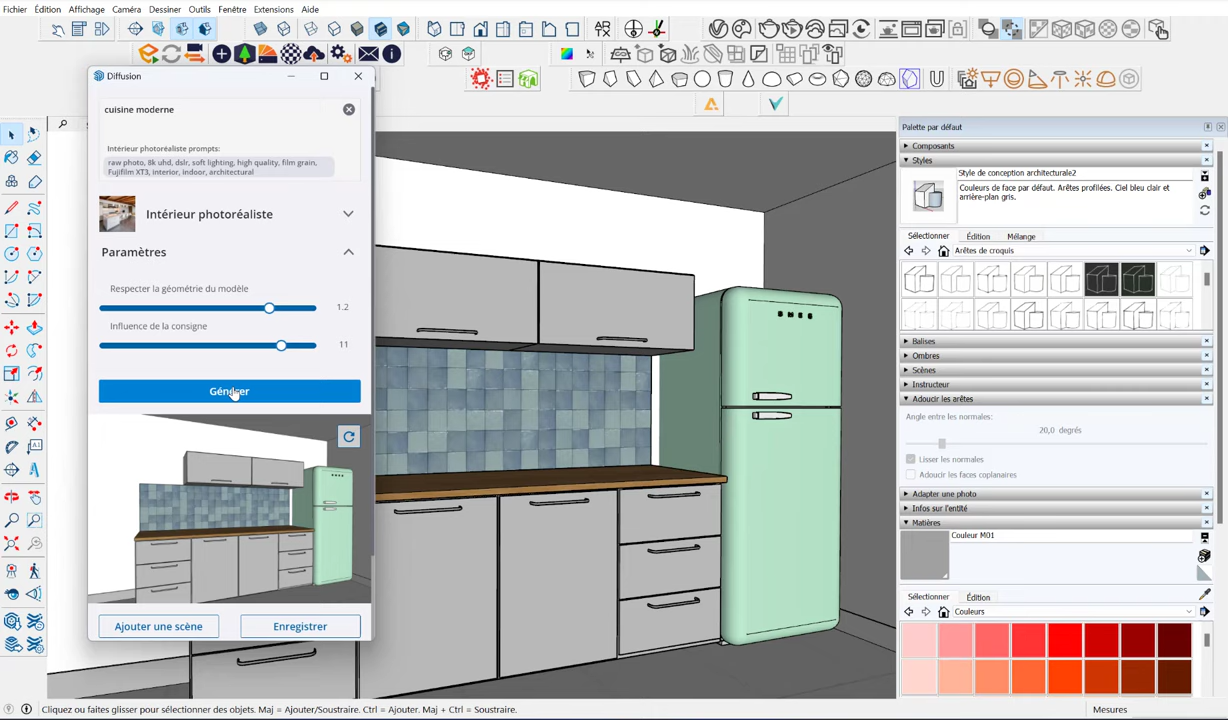 Fichier Édition Affichage Caméra Dessiner Outils Fenêtre Extensions Aide
AR
Diffusion
cuisine moderne
Intérieur photoréaliste prompts:
raw photo, 8k uhd, dslr, soft lighting, high quality, film grain,
Fujifilm XT3, interior, indoor, architectural
Intérieur photoréaliste
Paramètres
Respecter la géométrie du modèle
1.2
Influence de la consigne
11
Générer
Ajouter une scène Enregistrer
SMEG
Palette par défaut
Composants
Styles
Style de conception architecturale2
Couleurs de face par défaut. Arêtes profilées. Ciel bleu clair et
arrière-plan gris.
Sélectionner Édition Mélange
Arêtes de croquis
Balises
Ombres
Scènes
Instructeur
Adoucir les arêtes
Angle entre les normales:
20,0 degrés
Lisser les normales
Adoucir les faces coplanaires
Adapter une photo
Infos sur l'entité
Matières
Couleur M01
Sélectionner Édition
Couleurs
Cliquez ou faites glisser pour sélectionner des objets. Maj = Ajouter/Soustraire. Ctrl = Ajouter. Maj + Ctrl = Soustraire.
Mesures